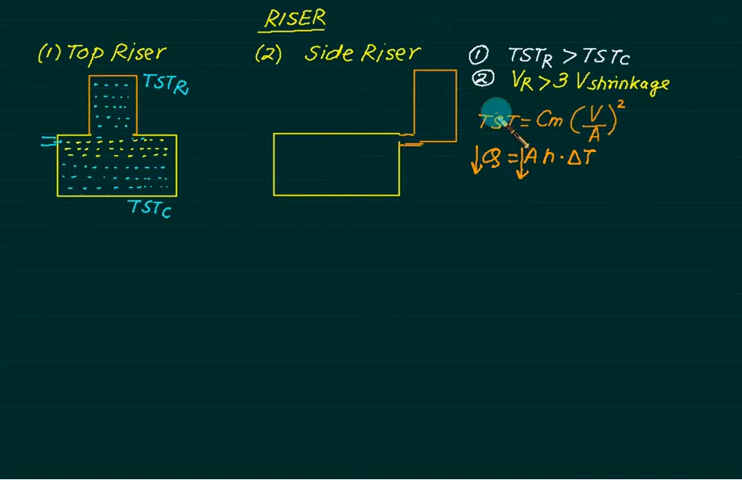 RISER
(1) Top Riser
(2) Side Riser
TSTR
TSTC
① TSTR > TSTC
② VR > 3 Vshrinkage
TST = Cm (V/A)²
↓Q = ↓A h · ΔT